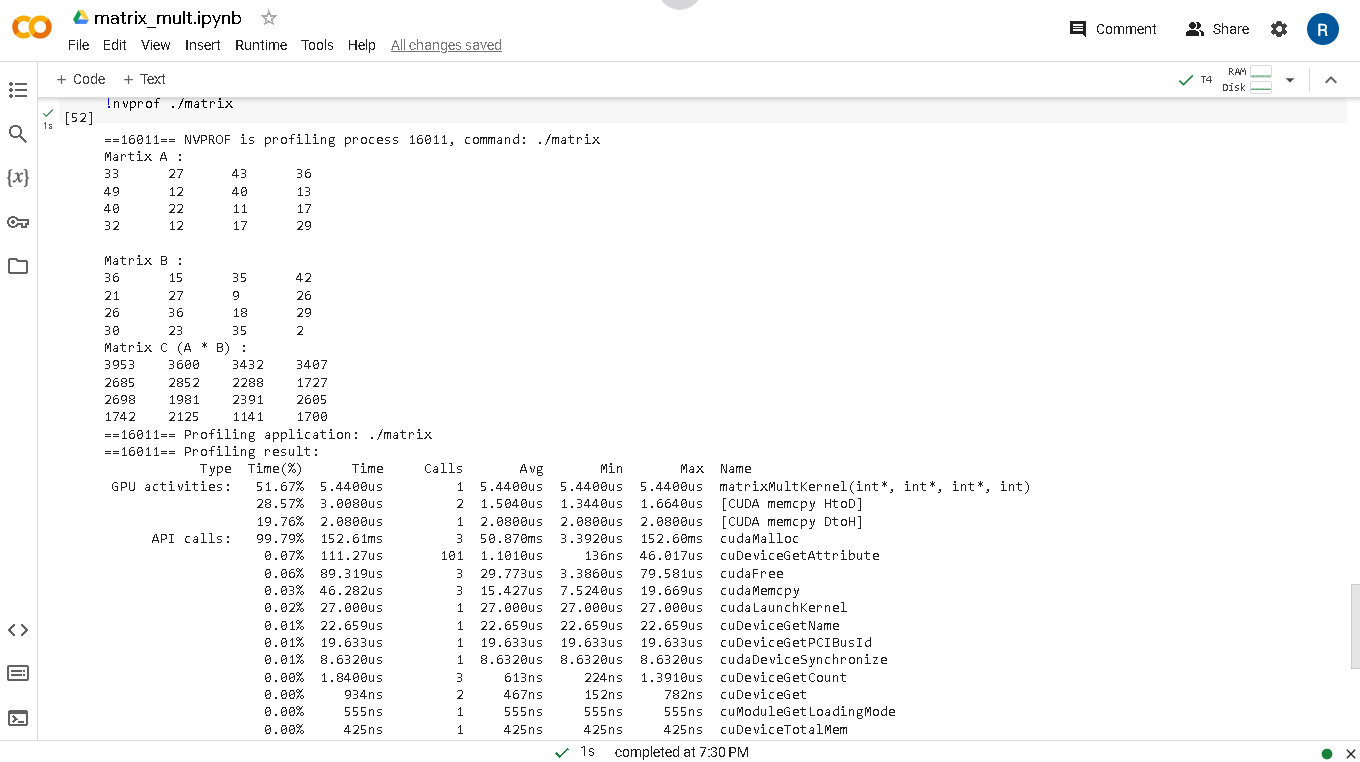 matrix_mult.ipynb
File Edit View Insert Runtime Tools Help All changes saved
Comment Share R
+ Code + Text
T4 RAM Disk
!nvprof ./matrix
[52]
1s
==16011== NVPROF is profiling process 16011, command: ./matrix
Martix A :
33 27 43 36
49 12 40 13
40 22 11 17
32 12 17 29
Matrix B :
36 15 35 42
21 27 9 26
26 36 18 29
30 23 35 2
Matrix C (A * B) :
3953 3600 3432 3407
2685 2852 2288 1727
2698 1981 2391 2605
1742 2125 1141 1700
==16011== Profiling application: ./matrix
==16011== Profiling result:
Type Time(%) Time Calls Avg Min Max Name
GPU activities: 51.67% 5.4400us 1 5.4400us 5.4400us 5.4400us matrixMultKernel(int*, int*, int*, int)
28.57% 3.0080us 2 1.5040us 1.3440us 1.6640us [CUDA memcpy HtoD]
19.76% 2.0800us 1 2.0800us 2.0800us 2.0800us [CUDA memcpy DtoH]
API calls: 99.79% 152.61ms 3 50.870ms 3.3920us 152.60ms cudaMalloc
0.07% 111.27us 101 1.1010us 136ns 46.017us cuDeviceGetAttribute
0.06% 89.319us 3 29.773us 3.3860us 79.581us cudaFree
0.03% 46.282us 3 15.427us 7.5240us 19.669us cudaMemcpy
0.02% 27.000us 1 27.000us 27.000us 27.000us cudaLaunchKernel
0.01% 22.659us 1 22.659us 22.659us 22.659us cuDeviceGetName
0.01% 19.633us 1 19.633us 19.633us 19.633us cuDeviceGetPCIBusId
0.01% 8.6320us 1 8.6320us 8.6320us 8.6320us cudaDeviceSynchronize
0.00% 1.8400us 3 613ns 224ns 1.3910us cuDeviceGetCount
0.00% 934ns 2 467ns 152ns 782ns cuDeviceGet
0.00% 555ns 1 555ns 555ns 555ns cuModuleGetLoadingMode
0.00% 425ns 1 425ns 425ns 425ns cuDeviceTotalMem
1s completed at 7:30 PM